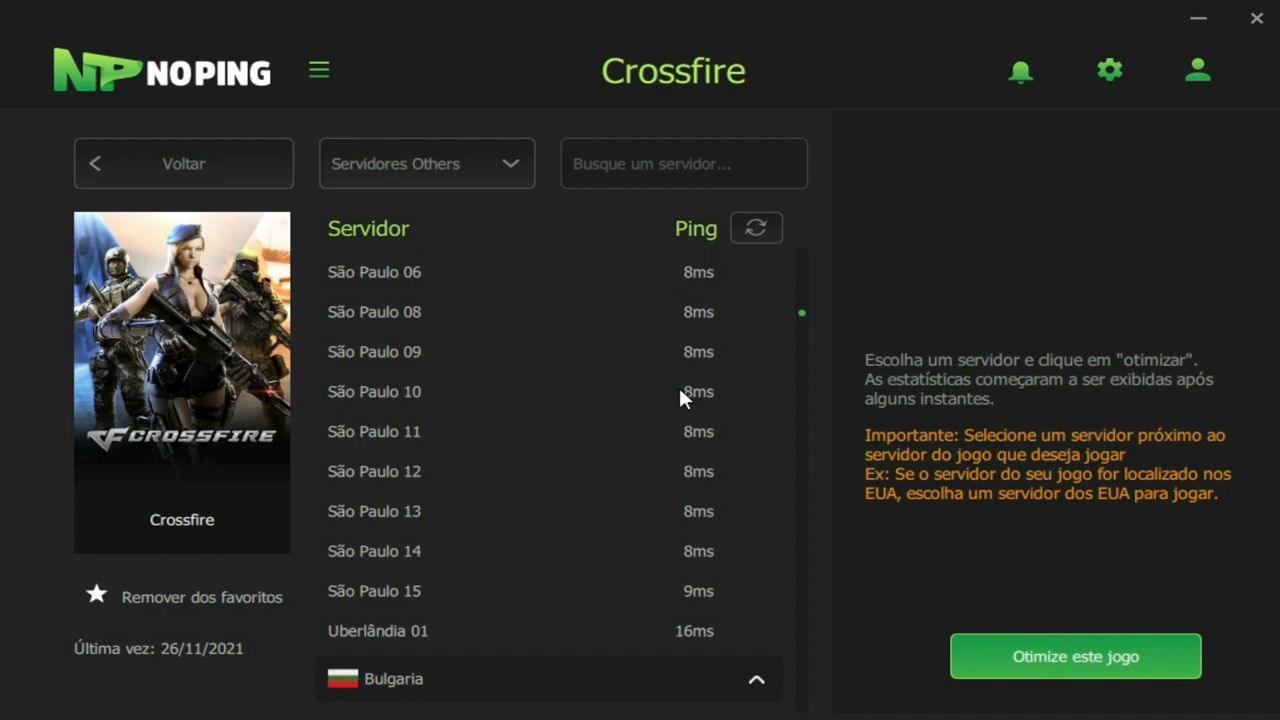 NP NOPING
Crossfire
Voltar
Servidores Others
Busque um servidor...
Servidor Ping
São Paulo 06 8ms
São Paulo 08 8ms
São Paulo 09 8ms
São Paulo 10 8ms
São Paulo 11 8ms
São Paulo 12 8ms
São Paulo 13 8ms
São Paulo 14 8ms
São Paulo 15 9ms
Uberlândia 01 16ms
Bulgaria
CF CROSSFIRE
Crossfire
Remover dos favoritos
Última vez: 26/11/2021
Escolha um servidor e clique em "otimizar".
As estatísticas começaram a ser exibidas após
alguns instantes.
Importante: Selecione um servidor próximo ao
servidor do jogo que deseja jogar
Ex: Se o servidor do seu jogo for localizado nos
EUA, escolha um servidor dos EUA para jogar.
Otimize este jogo